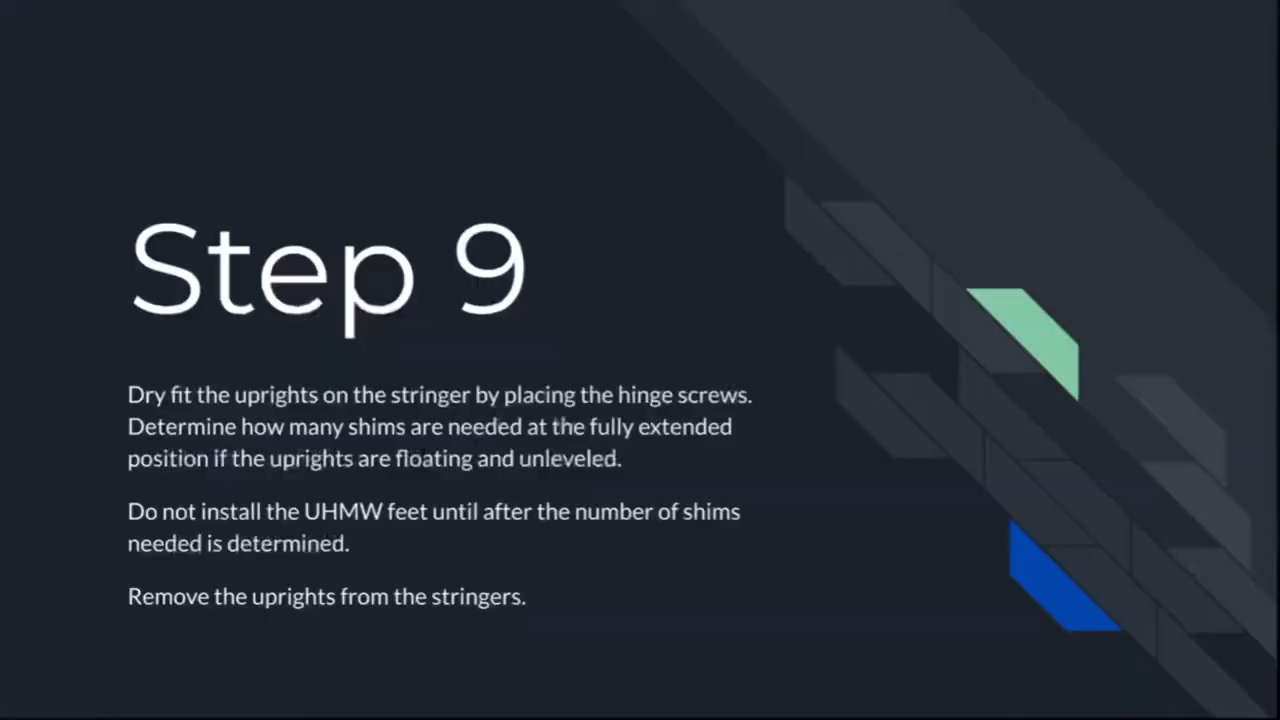 Step 9
Dry fit the uprights on the stringer by placing the hinge screws.
Determine how many shims are needed at the fully extended
position if the uprights are floating and unleveled.
Do not install the UHMW feet until after the number of shims
needed is determined.
Remove the uprights from the stringers.